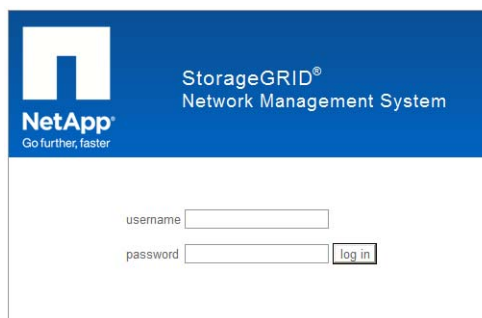 StorageGRID®
Network Management System
NetApp®
Go further, faster
username
password log in